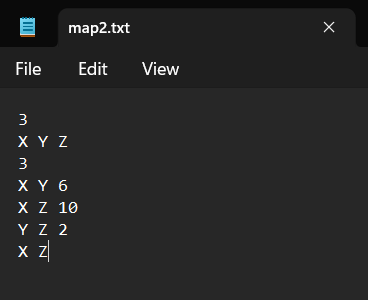 map2.txt
File Edit View
3
X Y Z
3
X Y 6
X Z 10
Y Z 2
X Z